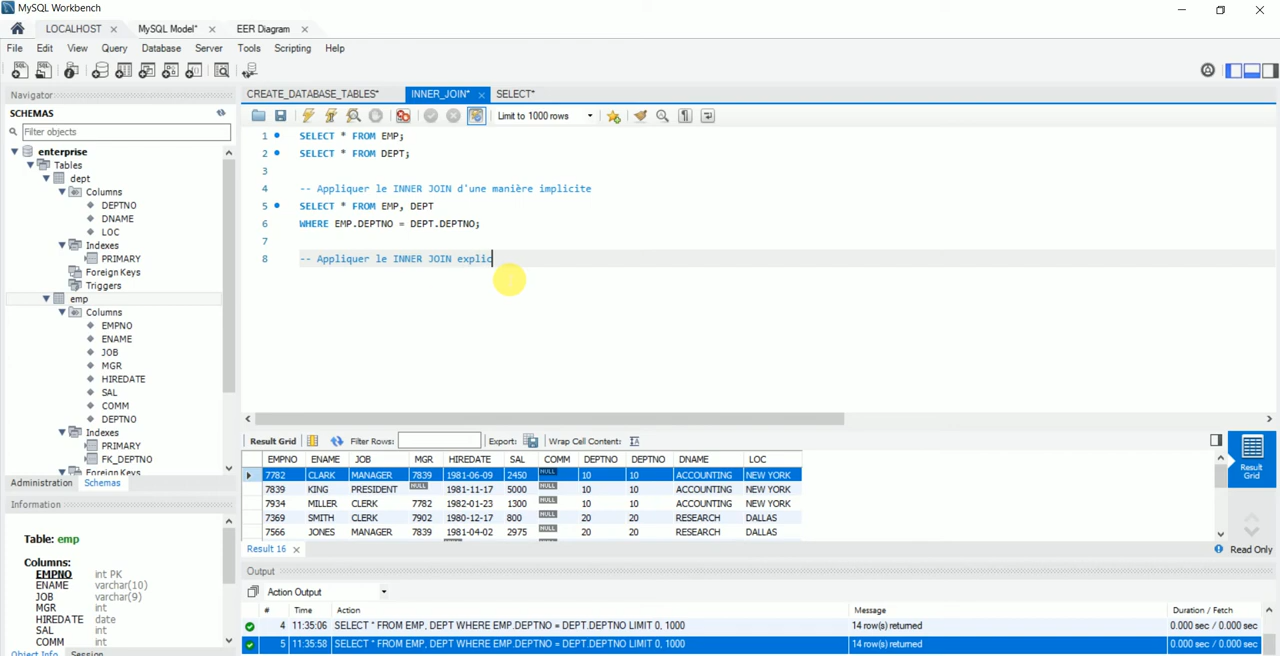 MySQL Workbench
LOCALHOST MySQL Model* EER Diagram
File Edit View Query Database Server Tools Scripting Help
Navigator
SCHEMAS
Filter objects
enterprise
Tables
dept
Columns
DEPTNO
DNAME
LOC
Indexes
PRIMARY
Foreign Keys
Triggers
emp
Columns
EMPNO
ENAME
JOB
MGR
HIREDATE
SAL
COMM
DEPTNO
Indexes
PRIMARY
FK_DEPTNO
Foreign Keys
Administration Schemas
Information
Table: emp
Columns:
EMPNO int PK
ENAME varchar(10)
JOB varchar(9)
MGR int
HIREDATE date
SAL int
COMM int
Object Info Session
CREATE_DATABASE_TABLES* INNER_JOIN* SELECT*
Limit to 1000 rows
1 SELECT * FROM EMP;
2 SELECT * FROM DEPT;
3
4 -- Appliquer le INNER JOIN d'une manière implicite
5 SELECT * FROM EMP, DEPT
6 WHERE EMP.DEPTNO = DEPT.DEPTNO;
7
8 -- Appliquer le INNER JOIN explic
Result Grid Filter Rows: Export: Wrap Cell Content:
EMPNO ENAME JOB MGR HIREDATE SAL COMM DEPTNO DEPTNO DNAME LOC
7782 CLARK MANAGER 7839 1981-06-09 2450 NULL 10 10 ACCOUNTING NEW YORK
7839 KING PRESIDENT NULL 1981-11-17 5000 NULL 10 10 ACCOUNTING NEW YORK
7934 MILLER CLERK 7782 1982-01-23 1300 NULL 10 10 ACCOUNTING NEW YORK
7369 SMITH CLERK 7902 1980-12-17 800 NULL 20 20 RESEARCH DALLAS
7566 JONES MANAGER 7839 1981-04-02 2975 NULL 20 20 RESEARCH DALLAS
Result Grid
Result 16 Read Only
Output
Action Output
# Time Action Message Duration / Fetch
4 11:35:06 SELECT * FROM EMP, DEPT WHERE EMP.DEPTNO = DEPT.DEPTNO LIMIT 0, 1000 14 row(s) returned 0.000 sec / 0.000 sec
5 11:35:58 SELECT * FROM EMP, DEPT WHERE EMP.DEPTNO = DEPT.DEPTNO LIMIT 0, 1000 14 row(s) returned 0.000 sec / 0.000 sec